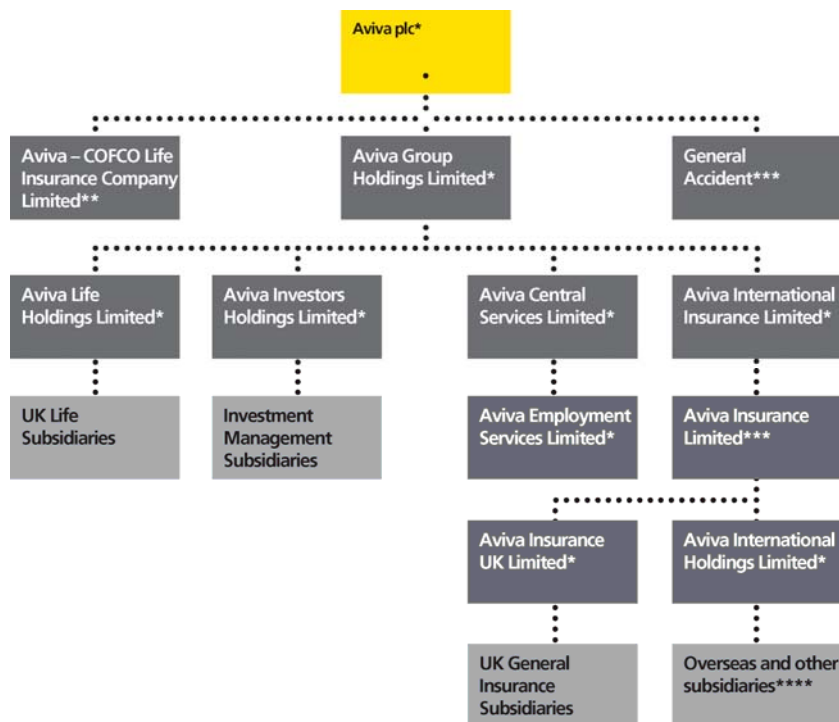 Aviva plc*
Aviva – COFCO Life
Insurance Company
Limited**
Aviva Group
Holdings Limited*
General
Accident***
Aviva Life
Holdings Limited*
Aviva Investors
Holdings Limited*
Aviva Central
Services Limited*
Aviva International
Insurance Limited*
UK Life
Subsidiaries
Investment
Management
Subsidiaries
Aviva Employment
Services Limited*
Aviva Insurance
Limited***
Aviva Insurance
UK Limited*
Aviva International
Holdings Limited*
UK General
Insurance
Subsidiaries
Overseas and other
subsidiaries****